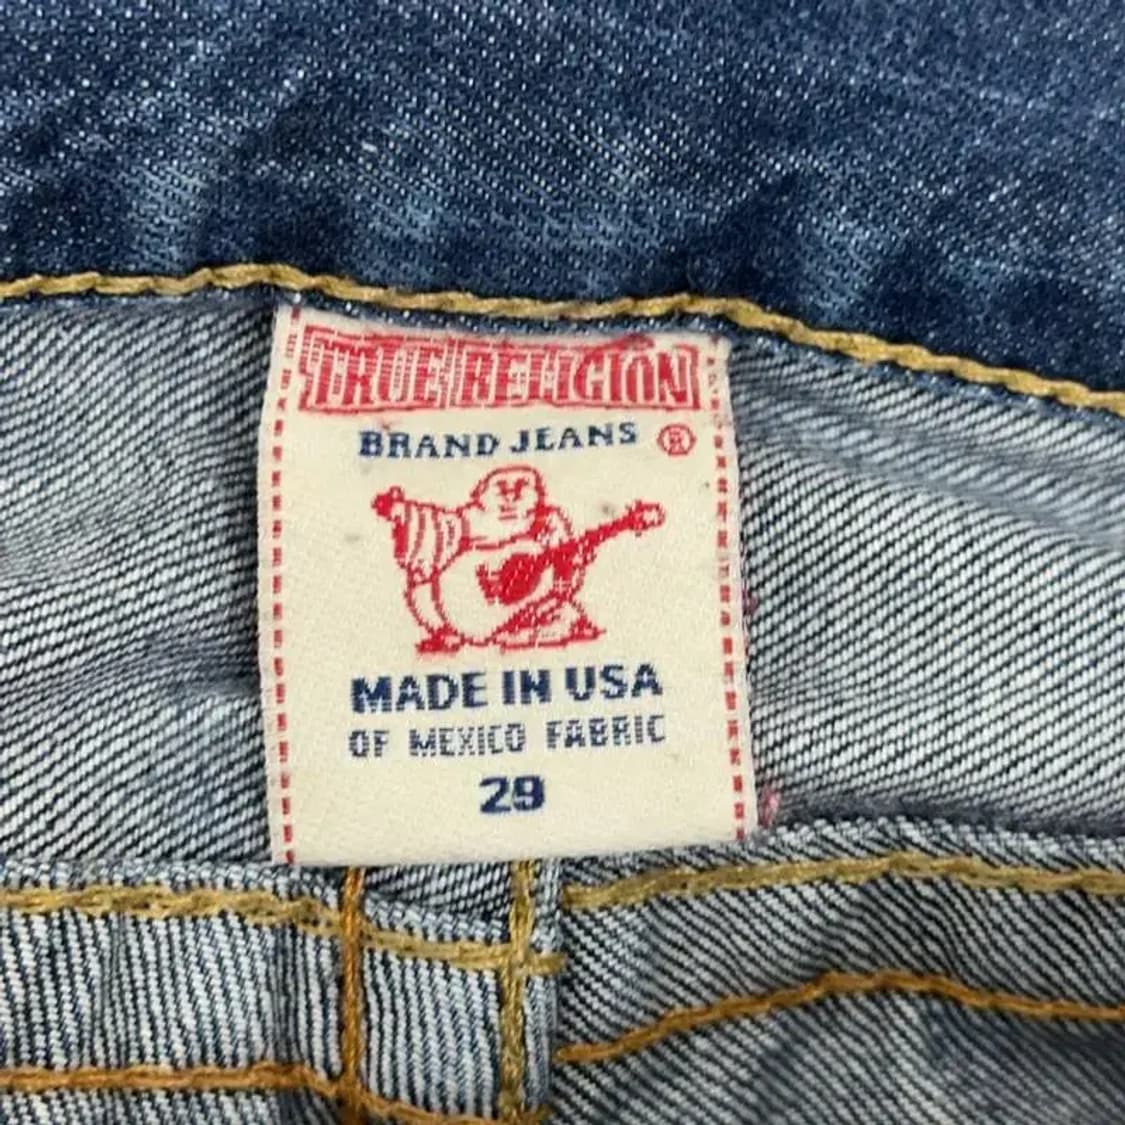 TRUE RELIGION
BRAND JEANS ®
MADE IN USA
OF MEXICO FABRIC
29